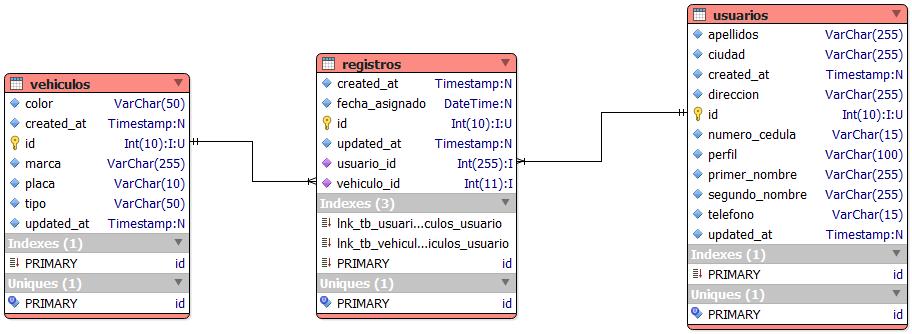 vehiculos
color VarChar(50)
created_at Timestamp:N
id Int(10):I:U
marca VarChar(255)
placa VarChar(10)
tipo VarChar(50)
updated_at Timestamp:N
Indexes (1)
PRIMARY id
Uniques (1)
PRIMARY id
registros
created_at Timestamp:N
fecha_asignado DateTime:N
id Int(10):I:U
updated_at Timestamp:N
usuario_id Int(255):I
vehiculo_id Int(11):I
Indexes (3)
lnk_tb_usuari...culos_usuario
lnk_tb_vehicul...iculos_usuario
PRIMARY id
Uniques (1)
PRIMARY id
usuarios
apellidos VarChar(255)
ciudad VarChar(255)
created_at Timestamp:N
direccion VarChar(255)
id Int(10):I:U
numero_cedula VarChar(15)
perfil VarChar(100)
primer_nombre VarChar(255)
segundo_nombre VarChar(255)
telefono VarChar(15)
updated_at Timestamp:N
Indexes (1)
PRIMARY id
Uniques (1)
PRIMARY id